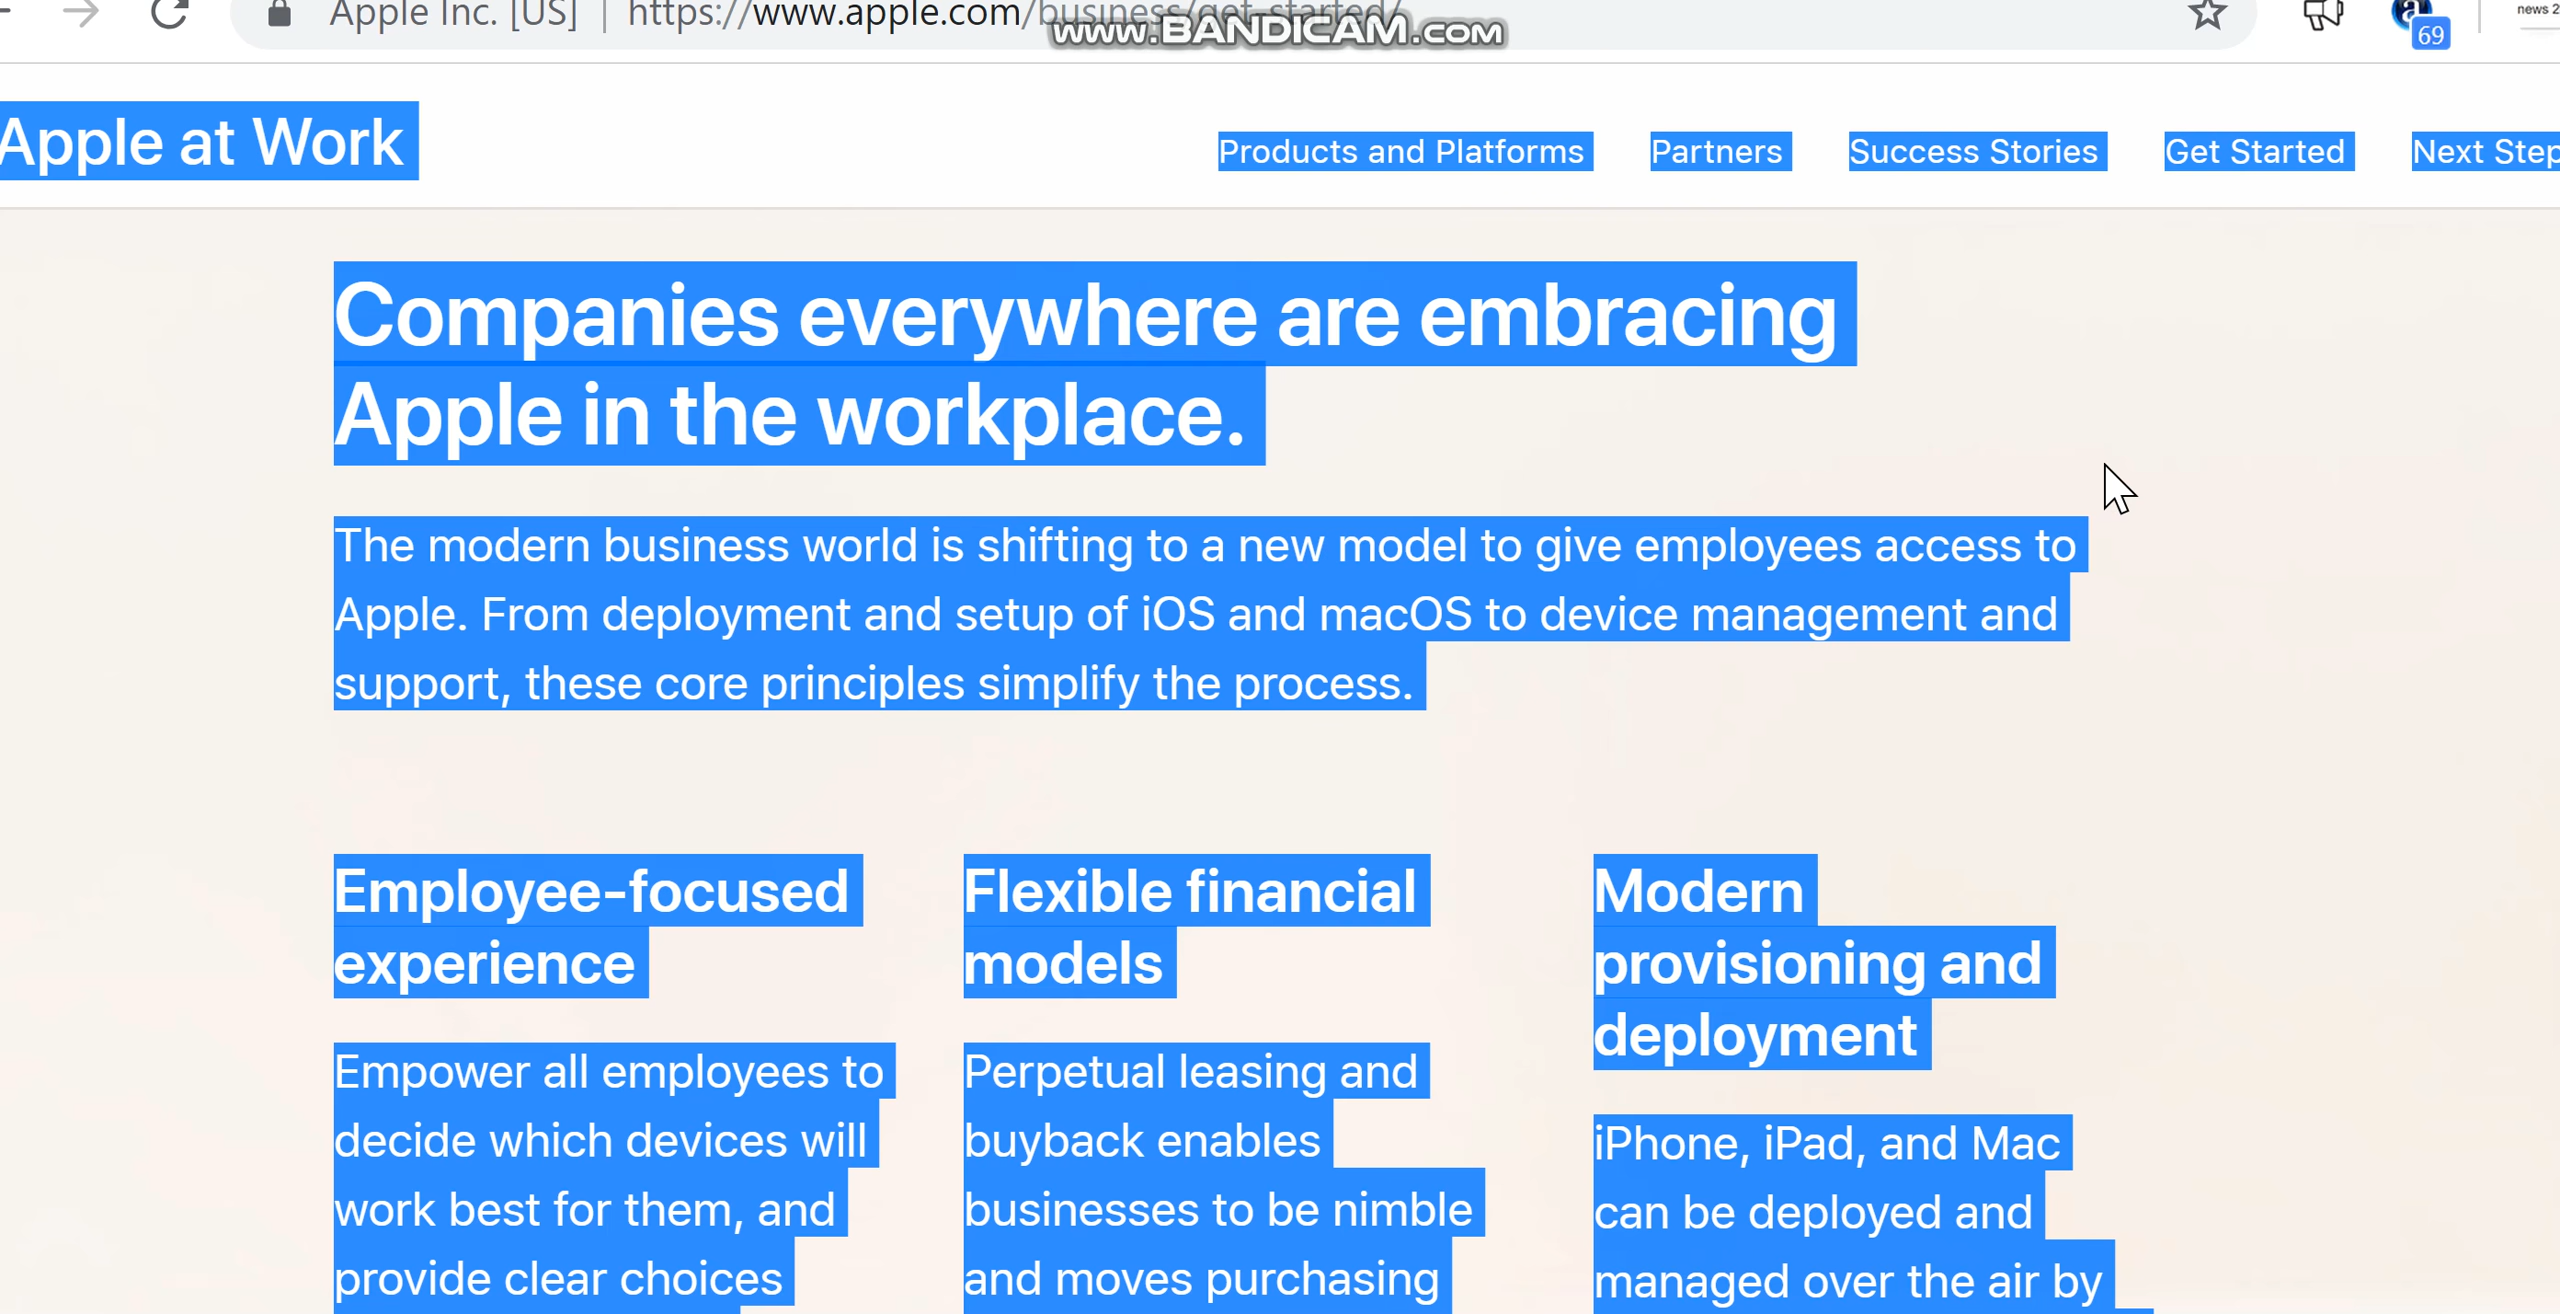 Apple Inc. [US] | https://www.apple.com/business/get-started/
www.BANDICAM.com
69
news 2
Apple at Work
Products and Platforms
Partners
Success Stories
Get Started
Next Step
Companies everywhere are embracing
Apple in the workplace.
The modern business world is shifting to a new model to give employees access to
Apple. From deployment and setup of iOS and macOS to device management and
support, these core principles simplify the process.
Employee-focused
experience
Empower all employees to
decide which devices will
work best for them, and
provide clear choices
Flexible financial
models
Perpetual leasing and
buyback enables
businesses to be nimble
and moves purchasing
Modern
provisioning and
deployment
iPhone, iPad, and Mac
can be deployed and
managed over the air by